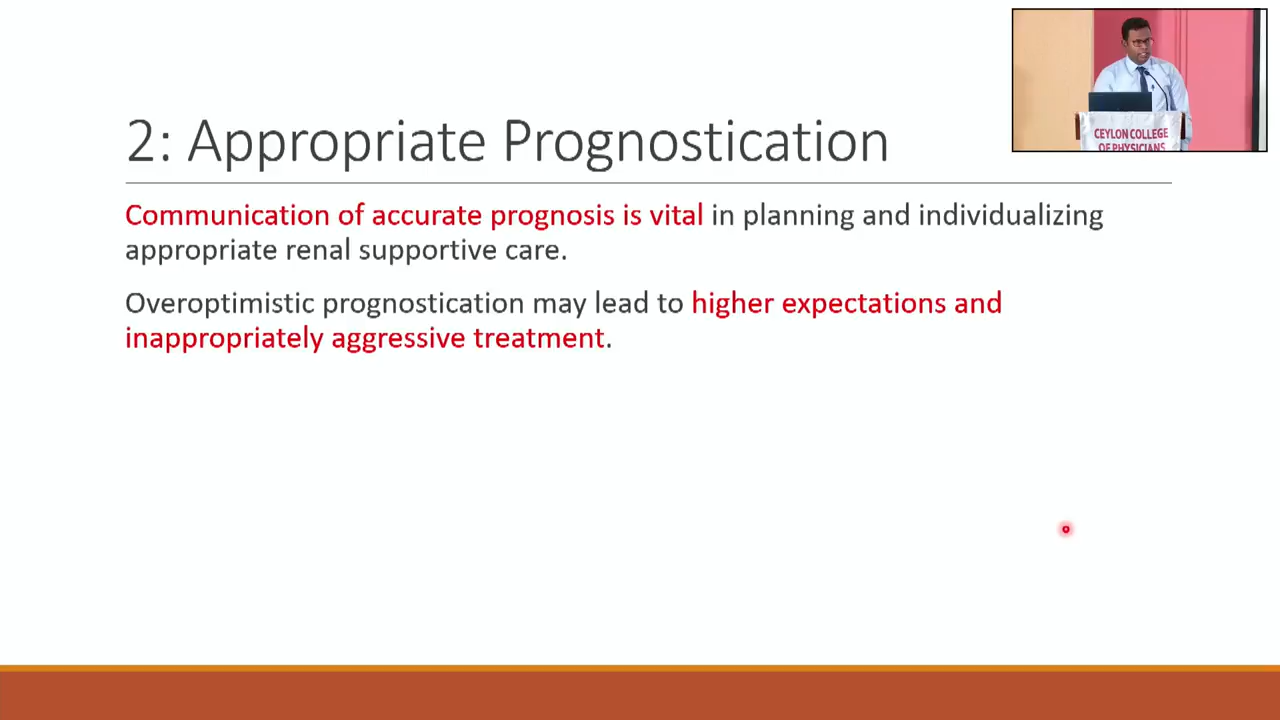 2: Appropriate Prognostication
Communication of accurate prognosis is vital in planning and individualizing
appropriate renal supportive care.
Overoptimistic prognostication may lead to higher expectations and
inappropriately aggressive treatment.
CEYLON COLLEGE
OF PHYSICIANS